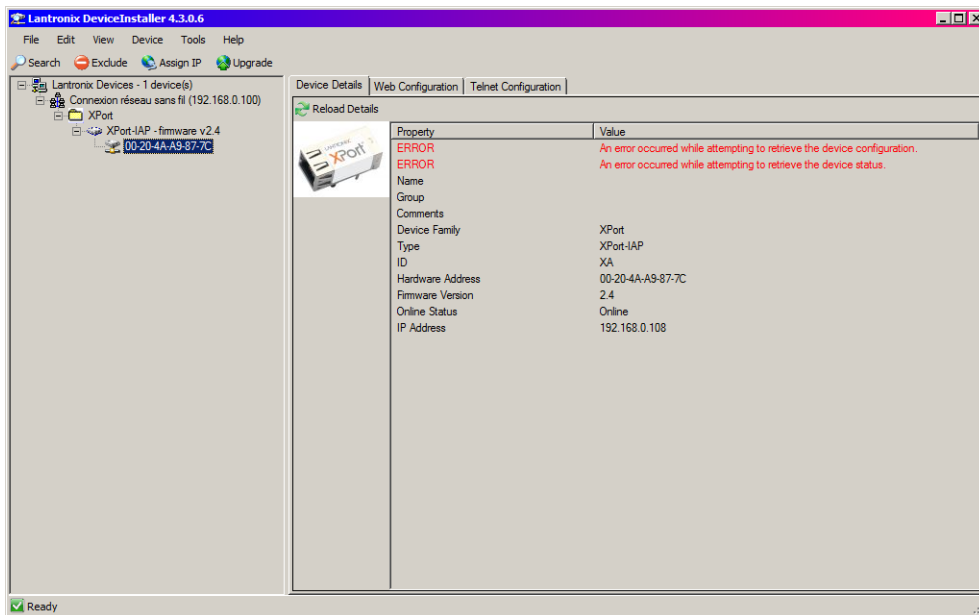 Lantronix DeviceInstaller 4.3.0.6
File Edit View Device Tools Help
Search Exclude Assign IP Upgrade
Lantronix Devices - 1 device(s)
Connexion réseau sans fil (192.168.0.100)
XPort
XPort-IAP - firmware v2.4
00-20-4A-A9-87-7C
Device Details Web Configuration Telnet Configuration
Reload Details
LANTRONIX
XPort
Property Value
ERROR An error occurred while attempting to retrieve the device configuration.
ERROR An error occurred while attempting to retrieve the device status.
Name
Group
Comments
Device Family XPort
Type XPort-IAP
ID XA
Hardware Address 00-20-4A-A9-87-7C
Firmware Version 2.4
Online Status Online
IP Address 192.168.0.108
Ready